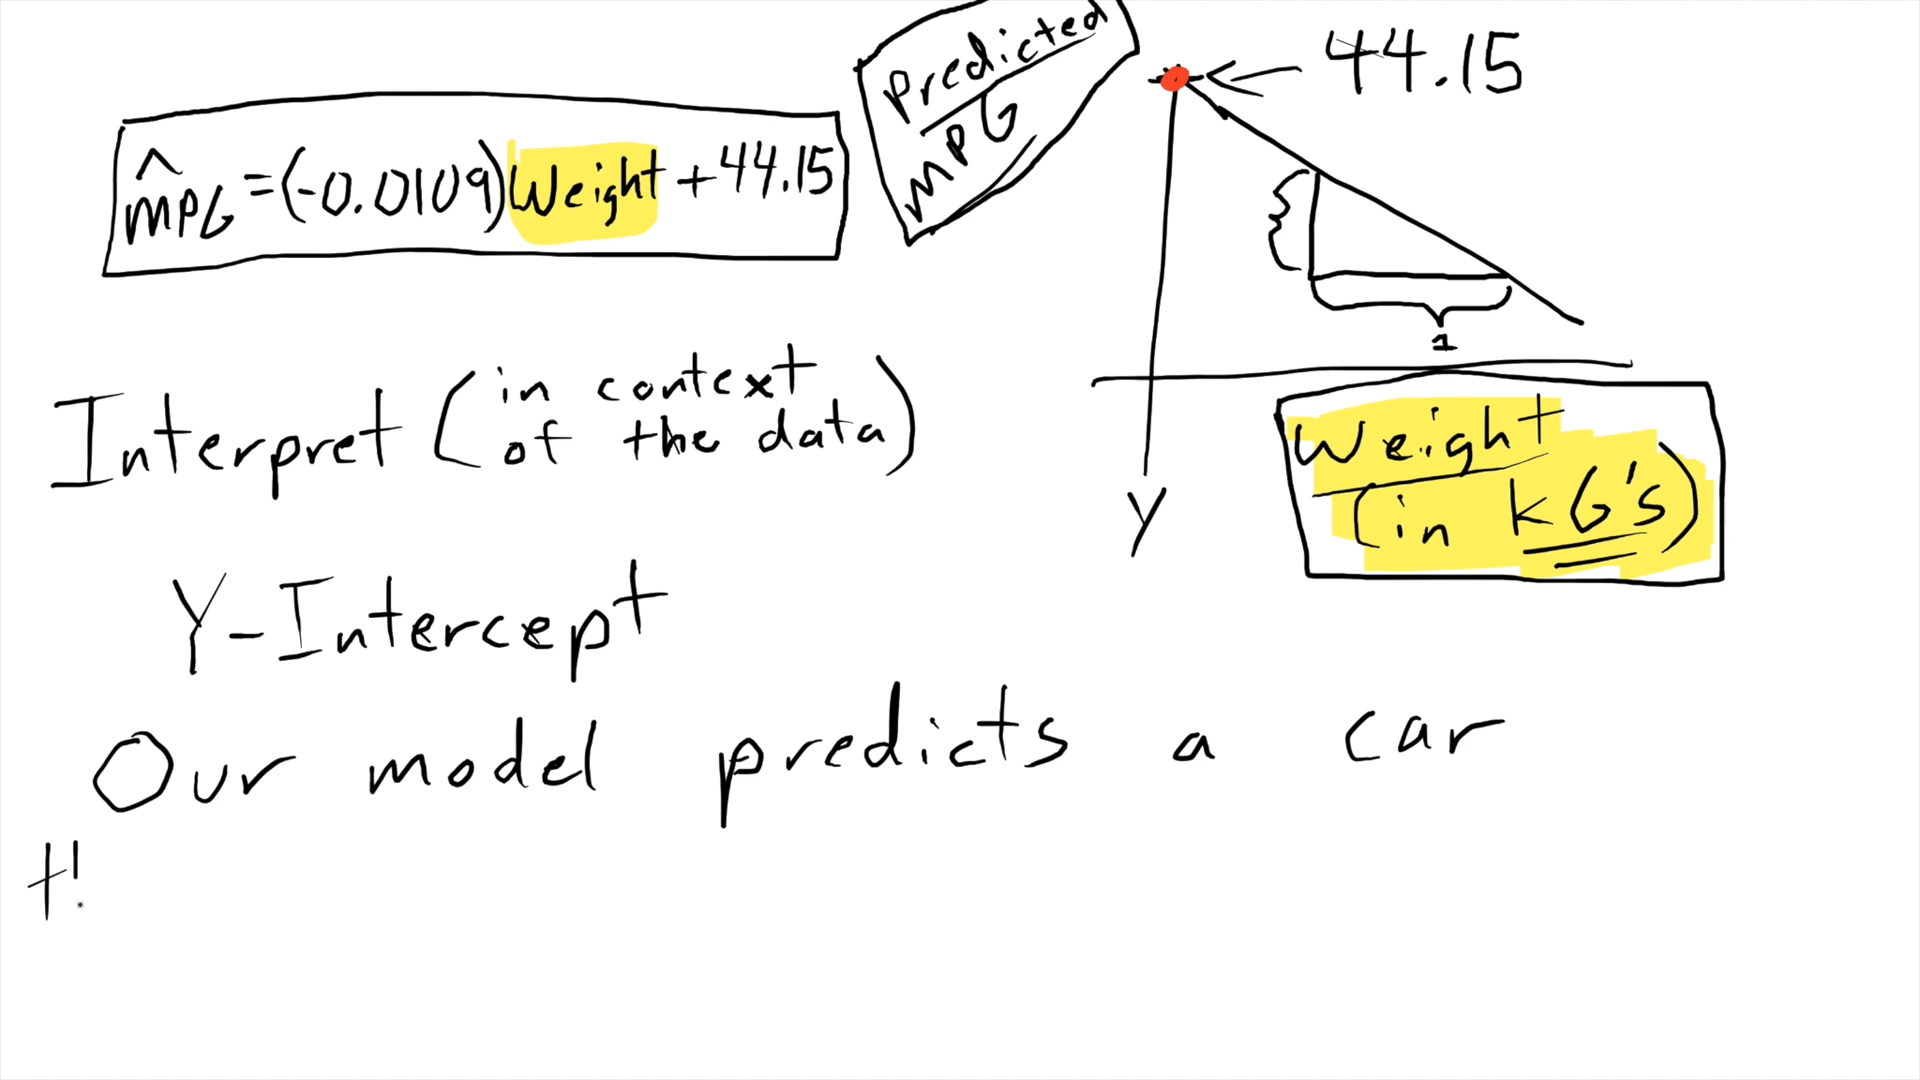 m̂PG = (-0.0109)Weight + 44.15
Predicted
MPG
44.15
1
Weight
(in KG's)
Y
Interpret (in context
of the data)
Y-Intercept
Our model predicts a car